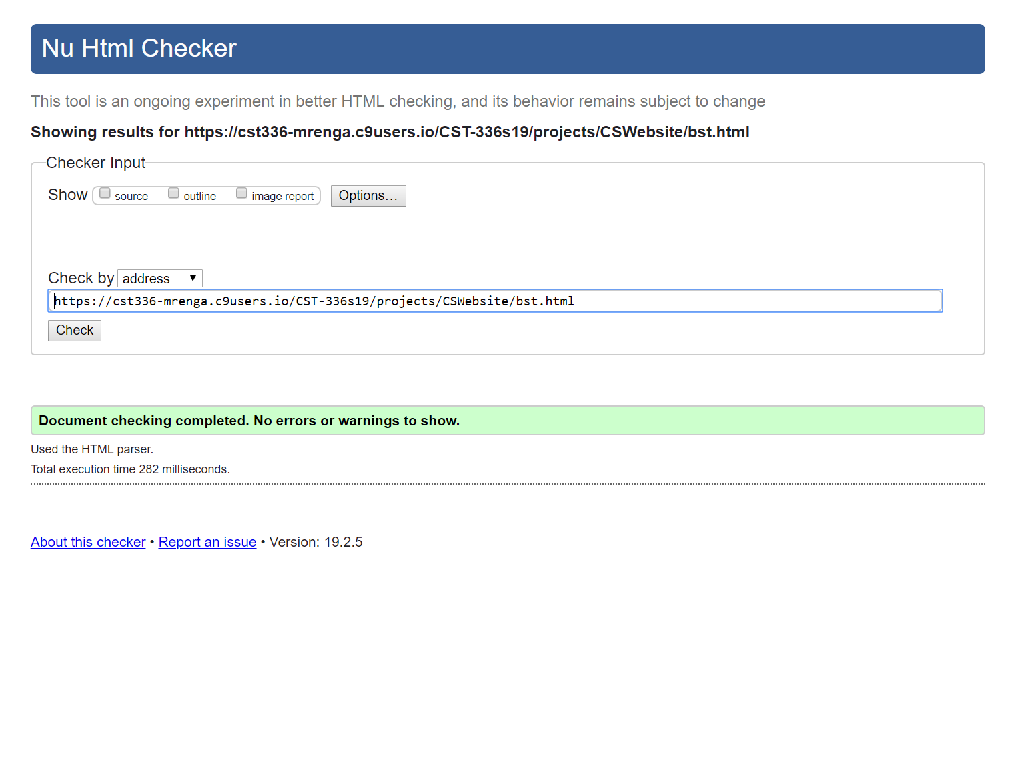 Nu Html Checker
This tool is an ongoing experiment in better HTML checking, and its behavior remains subject to change
Showing results for https://cst336-mrenga.c9users.io/CST-336s19/projects/CSWebsite/bst.html
Checker Input
Show source outline image report Options...
Check by address
https://cst336-mrenga.c9users.io/CST-336s19/projects/CSWebsite/bst.html
Check
Document checking completed. No errors or warnings to show.
Used the HTML parser.
Total execution time 282 milliseconds.
About this checker • Report an issue • Version: 19.2.5